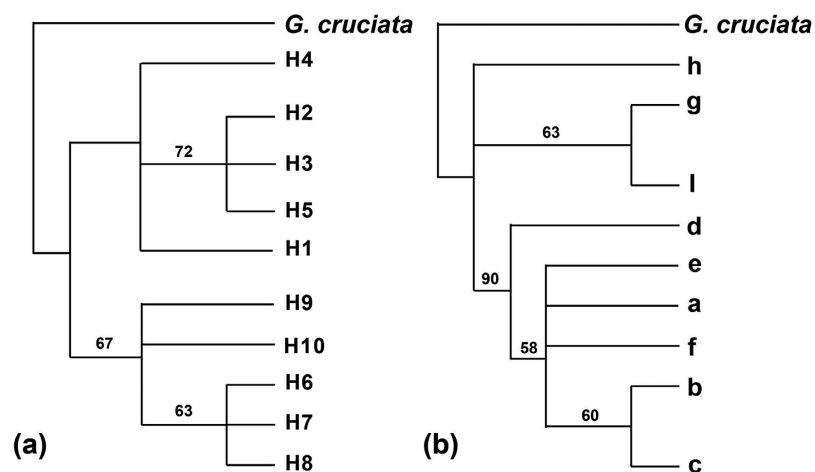 G. cruciata
H4
H2
72
H3
H5
H1
H9
67
H10
H6
63
H7
H8
(a)
G. cruciata
h
g
63
l
d
90
e
a
58
f
b
60
c
(b)